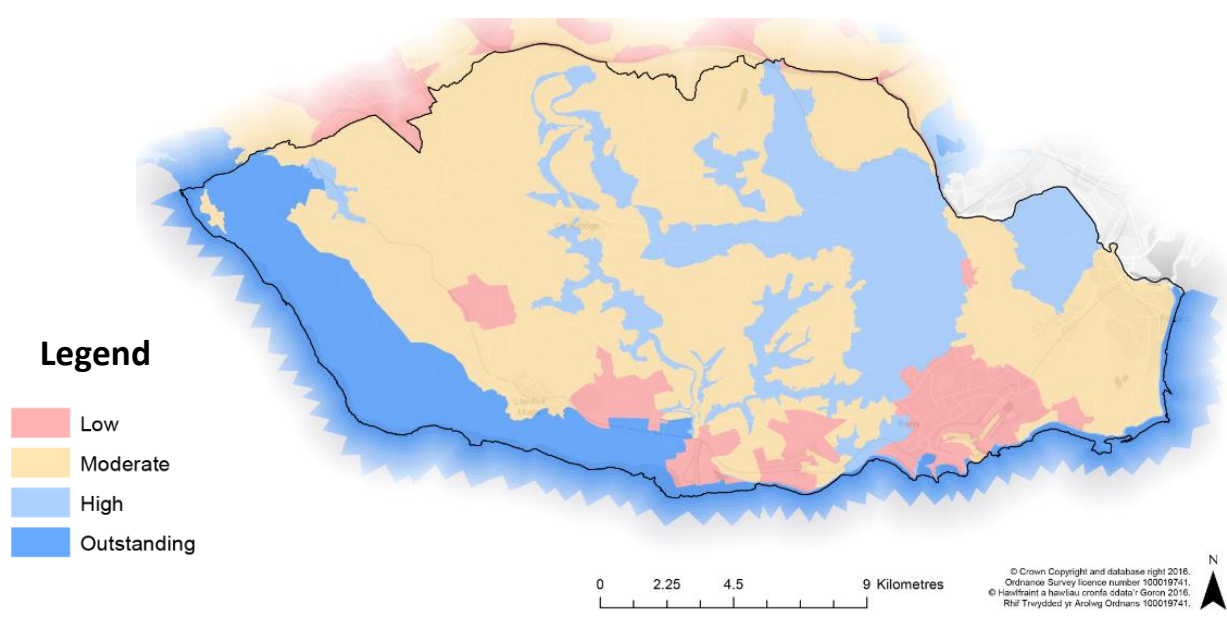 Legend
Low
Moderate
High
Outstanding
0 2.25 4.5 9 Kilometres
N
© Crown Copyright and database right 2016.
Ordnance Survey licence number 100019741.
© Hawlfraint a hawliau cronfa ddata'r Goron 2016.
Rhif Trwydded yr Arolwg Ordnans 100019741.